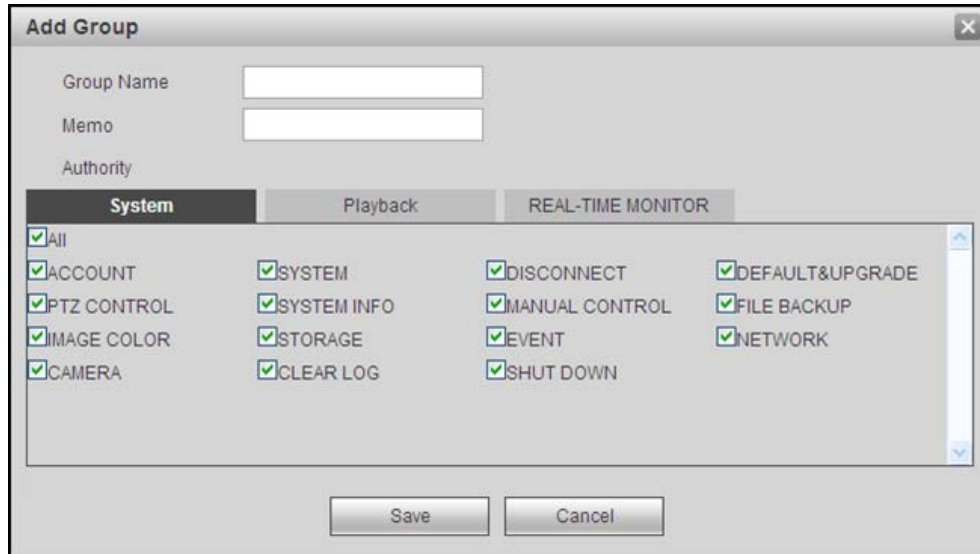 Add Group
Group Name
Memo
Authority
System Playback REAL-TIME MONITOR
All
ACCOUNT SYSTEM DISCONNECT DEFAULT&UPGRADE
PTZ CONTROL SYSTEM INFO MANUAL CONTROL FILE BACKUP
IMAGE COLOR STORAGE EVENT NETWORK
CAMERA CLEAR LOG SHUT DOWN
Save Cancel